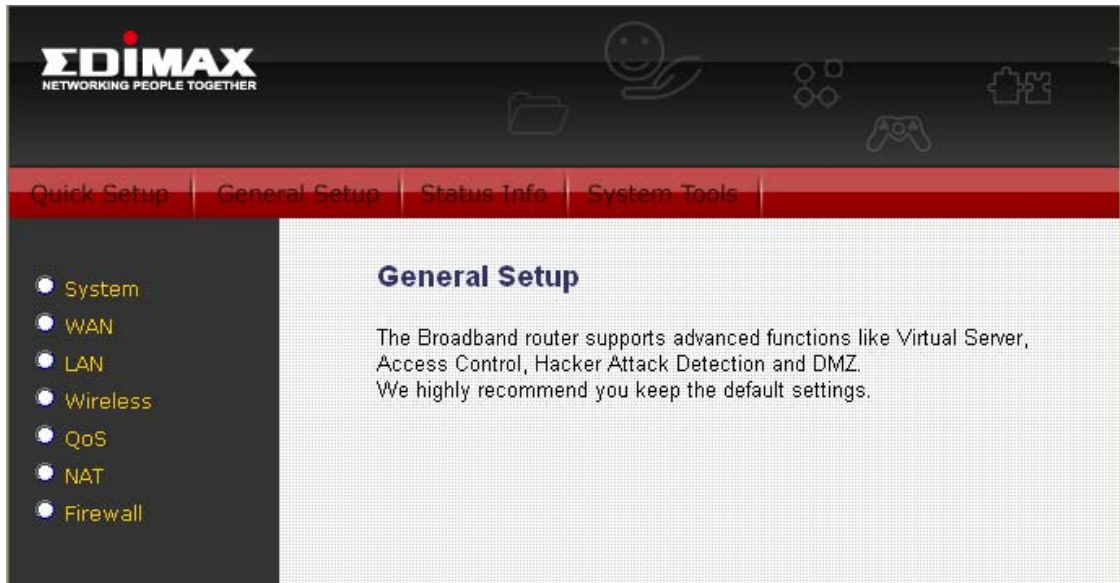 EDIMAX
NETWORKING PEOPLE TOGETHER
Quick Setup General Setup Status Info System Tools
System
WAN
LAN
Wireless
QoS
NAT
Firewall
General Setup
The Broadband router supports advanced functions like Virtual Server,
Access Control, Hacker Attack Detection and DMZ.
We highly recommend you keep the default settings.